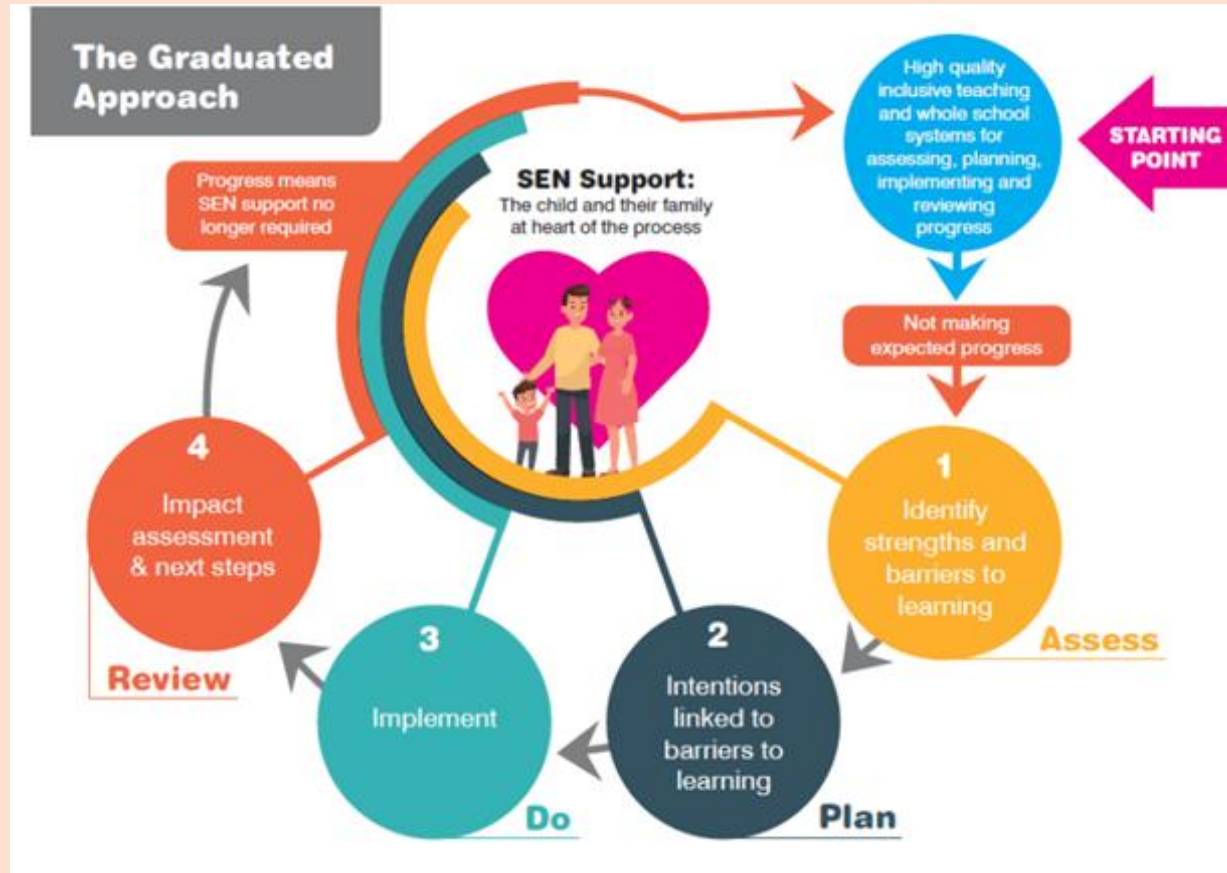 The Graduated
Approach
High quality
inclusive teaching
and whole school
systems for
assessing, planning,
implementing and
reviewing
progress
STARTING
POINT
Progress means
SEN support no
longer required
SEN Support:
The child and their family
at heart of the process
Not making
expected progress
1
Identify
strengths and
barriers to
learning
Assess
2
Intentions
linked to
barriers to
learning
Plan
3
Implement
Do
4
Impact
assessment
& next steps
Review